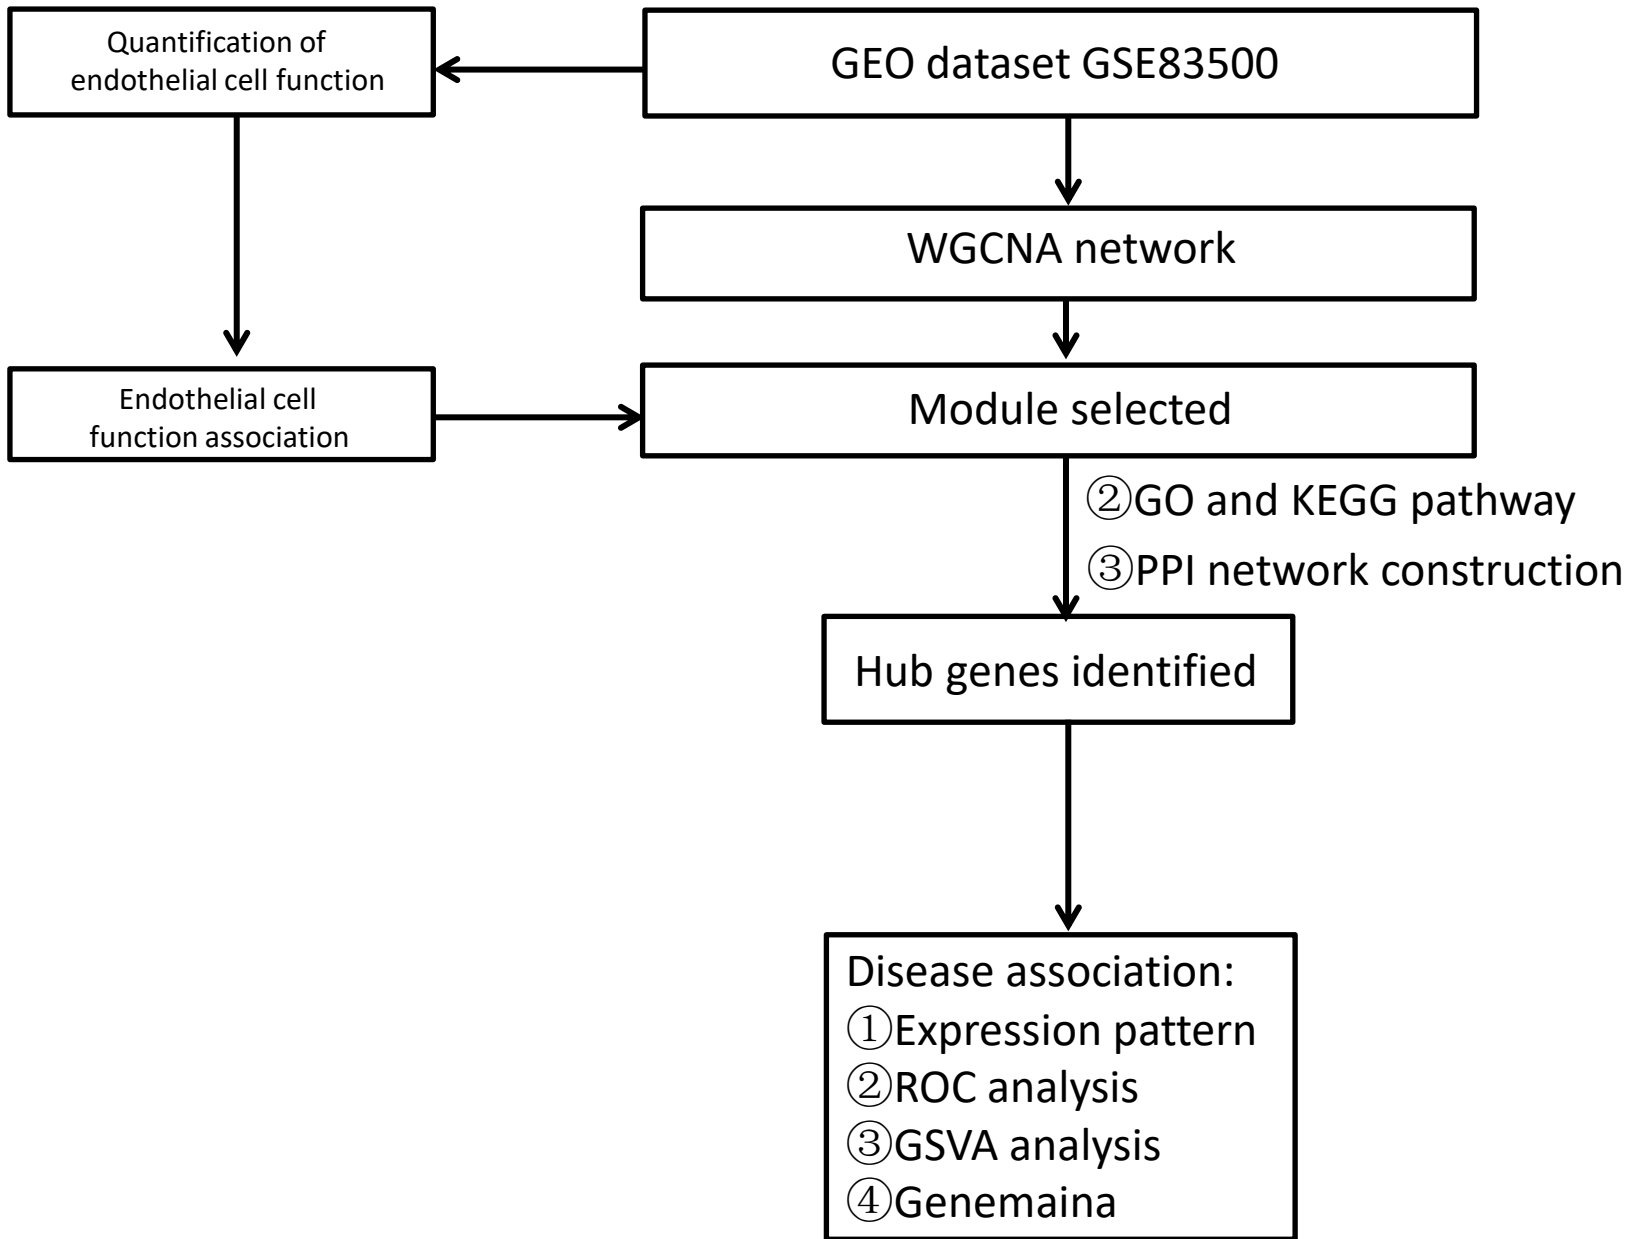 Quantification of
endothelial cell function
GEO dataset GSE83500
WGCNA network
Endothelial cell
function association
Module selected
②GO and KEGG pathway
③PPI network construction
Hub genes identified
Disease association:
①Expression pattern
②ROC analysis
③GSVA analysis
④Genemaina